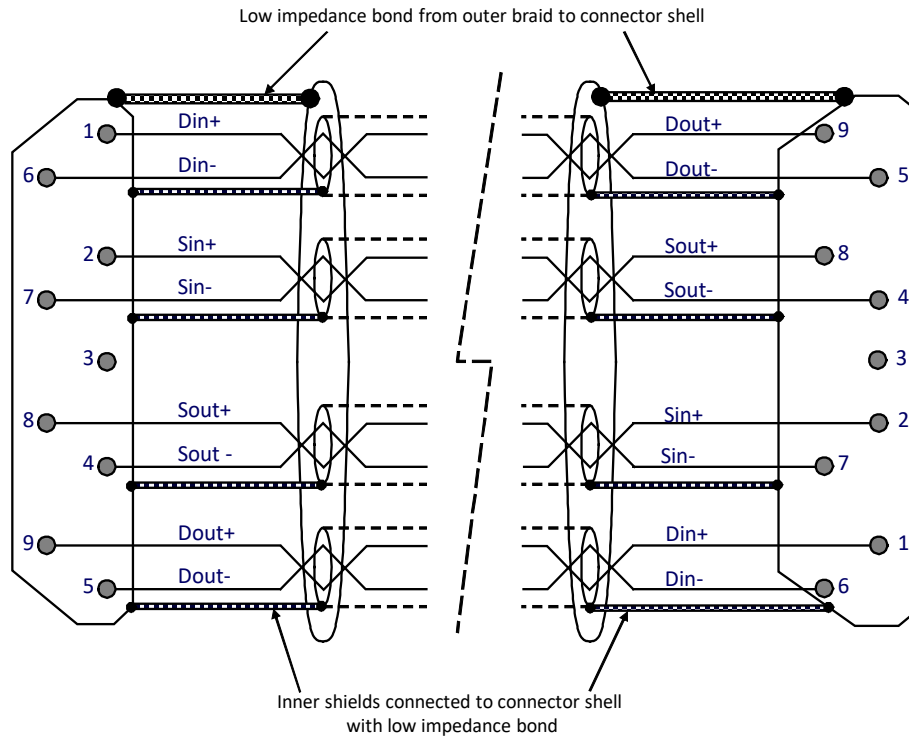 Low impedance bond from outer braid to connector shell
1 Din+ Dout+ 9
6 Din- Dout- 5
2 Sin+ Sout+ 8
7 Sin- Sout- 4
3 3
8 Sout+ Sin+ 2
4 Sout - Sin- 7
9 Dout+ Din+ 1
5 Dout- Din- 6
Inner shields connected to connector shell
with low impedance bond